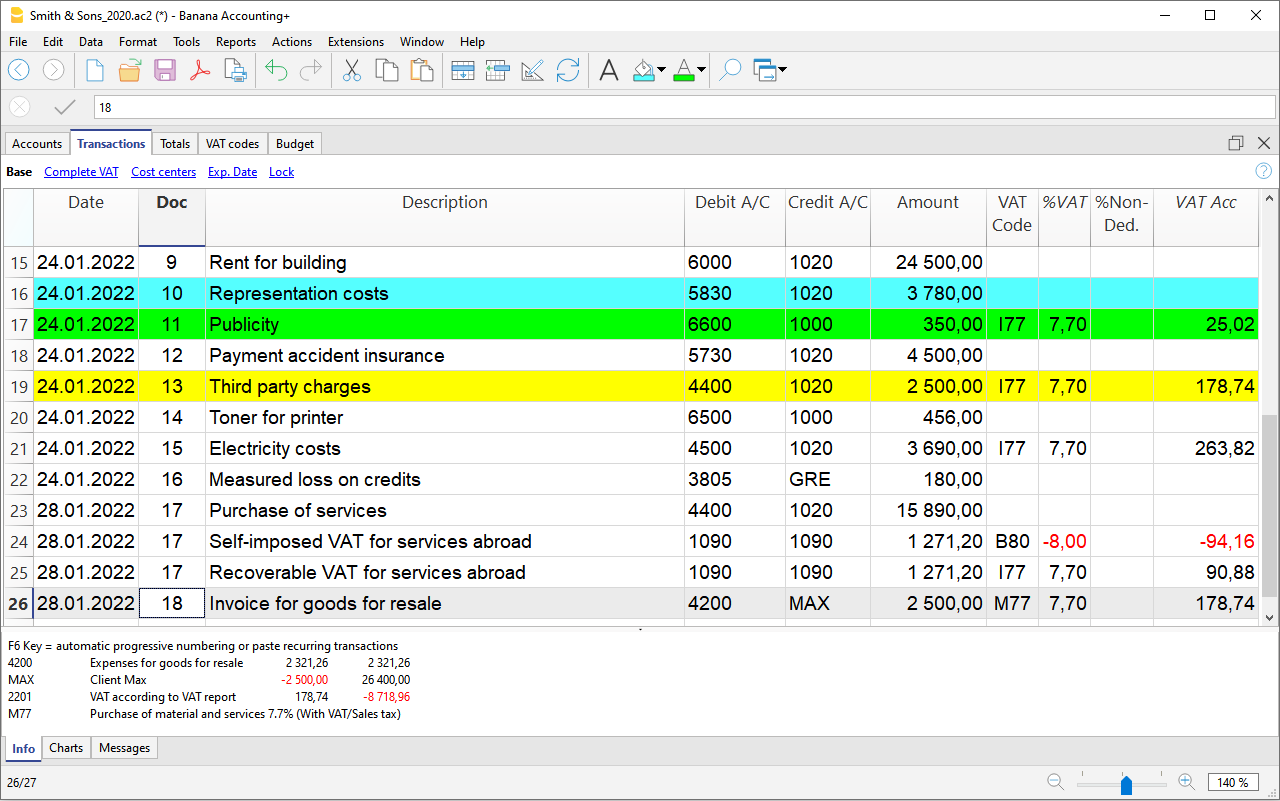 Smith & Sons_2020.ac2 (*) - Banana Accounting+
File Edit Data Format Tools Reports Actions Extensions Window Help
18
Accounts Transactions Totals VAT codes Budget
Base Complete VAT Cost centers Exp. Date Lock
Date Doc Description Debit A/C Credit A/C Amount VAT Code %VAT %Non-Ded. VAT Acc
15 24.01.2022 9 Rent for building 6000 1020 24 500,00
16 24.01.2022 10 Representation costs 5830 1020 3 780,00
17 24.01.2022 11 Publicity 6600 1000 350,00 I77 7,70 25,02
18 24.01.2022 12 Payment accident insurance 5730 1020 4 500,00
19 24.01.2022 13 Third party charges 4400 1020 2 500,00 I77 7,70 178,74
20 24.01.2022 14 Toner for printer 6500 1000 456,00
21 24.01.2022 15 Electricity costs 4500 1020 3 690,00 I77 7,70 263,82
22 24.01.2022 16 Measured loss on credits 3805 GRE 180,00
23 28.01.2022 17 Purchase of services 4400 1020 15 890,00
24 28.01.2022 17 Self-imposed VAT for services abroad 1090 1090 1 271,20 B80 -8,00 -94,16
25 28.01.2022 17 Recoverable VAT for services abroad 1090 1090 1 271,20 I77 7,70 90,88
26 28.01.2022 18 Invoice for goods for resale 4200 MAX 2 500,00 M77 7,70 178,74
F6 Key = automatic progressive numbering or paste recurring transactions
4200 Expenses for goods for resale 2 321,26 2 321,26
MAX Client Max -2 500,00 26 400,00
2201 VAT according to VAT report 178,74 -8 718,96
M77 Purchase of material and services 7.7% (With VAT/Sales tax)
Info Charts Messages
26/27 140 %